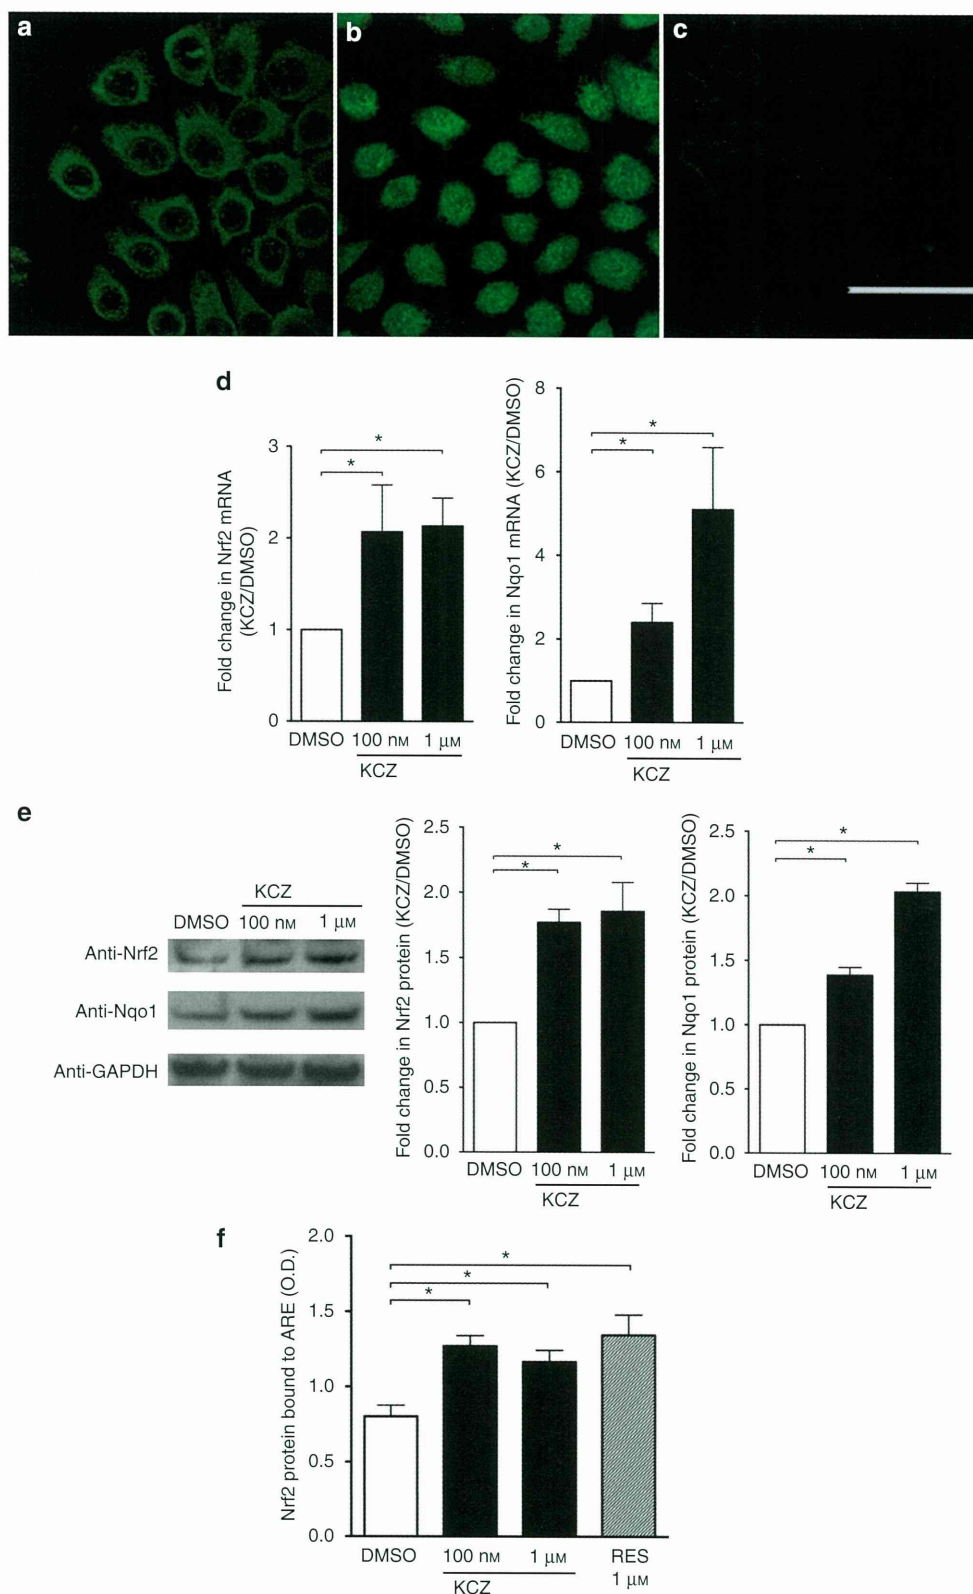 a
b
c
d
Fold change in Nrf2 mRNA
(KCZ/DMSO)
3
2
1
0
*
*
DMSO 100 nM 1 μM
KCZ
Fold change in Nqo1 mRNA (KCZ/DMSO)
8
6
4
2
0
*
*
DMSO 100 nM 1 μM
KCZ
e
KCZ
DMSO 100 nM 1 μM
Anti-Nrf2
Anti-Nqo1
Anti-GAPDH
Fold change in Nrf2 protein (KCZ/DMSO)
2.5
2.0
1.5
1.0
0.5
0.0
*
*
DMSO 100 nM 1 μM
KCZ
Fold change in Nqo1 protein (KCZ/DMSO)
2.5
2.0
1.5
1.0
0.5
0.0
*
*
DMSO 100 nM 1 μM
KCZ
f
Nrf2 protein bound to ARE (O.D.)
2.0
1.5
1.0
0.5
0.0
*
*
*
DMSO 100 nM 1 μM RES
1 μM
KCZ